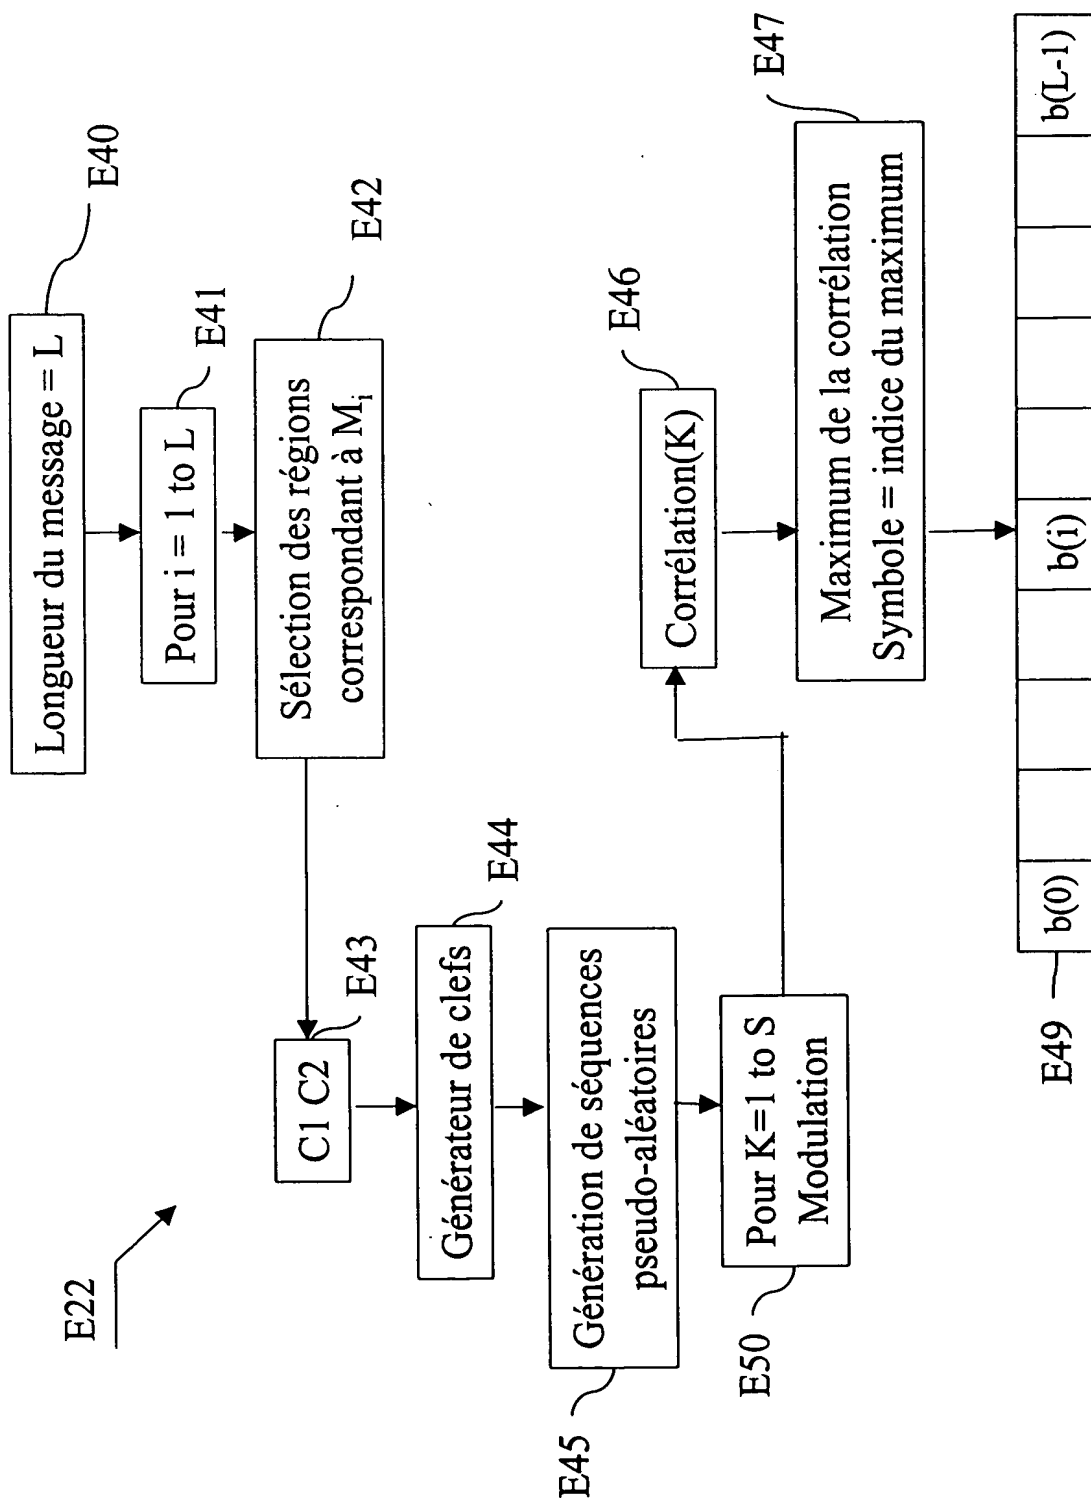 E22
Longueur du message = L
E40
Pour i = 1 to L
E41
Sélection des régions
correspondant à Mi
E42
C1 C2
E43
Générateur de clefs
E44
Génération de séquences
pseudo-aléatoires
E45
Pour K=1 to S
Modulation
E50
Corrélation(K)
E46
Maximum de la corrélation
Symbole = indice du maximum
E47
b(0) b(i) b(L-1)
E49